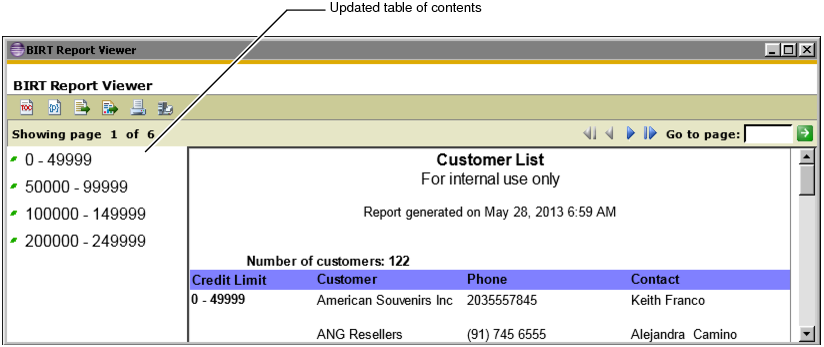 Updated table of contents
BIRT Report Viewer
BIRT Report Viewer
TOC
Showing page 1 of 6
Go to page:
0 - 49999
50000 - 99999
100000 - 149999
200000 - 249999
Customer List
For internal use only
Report generated on May 28, 2013 6:59 AM
Number of customers: 122
Credit Limit Customer Phone Contact
0 - 49999 American Souvenirs Inc 2035557845 Keith Franco
ANG Resellers (91) 745 6555 Alejandra Camino